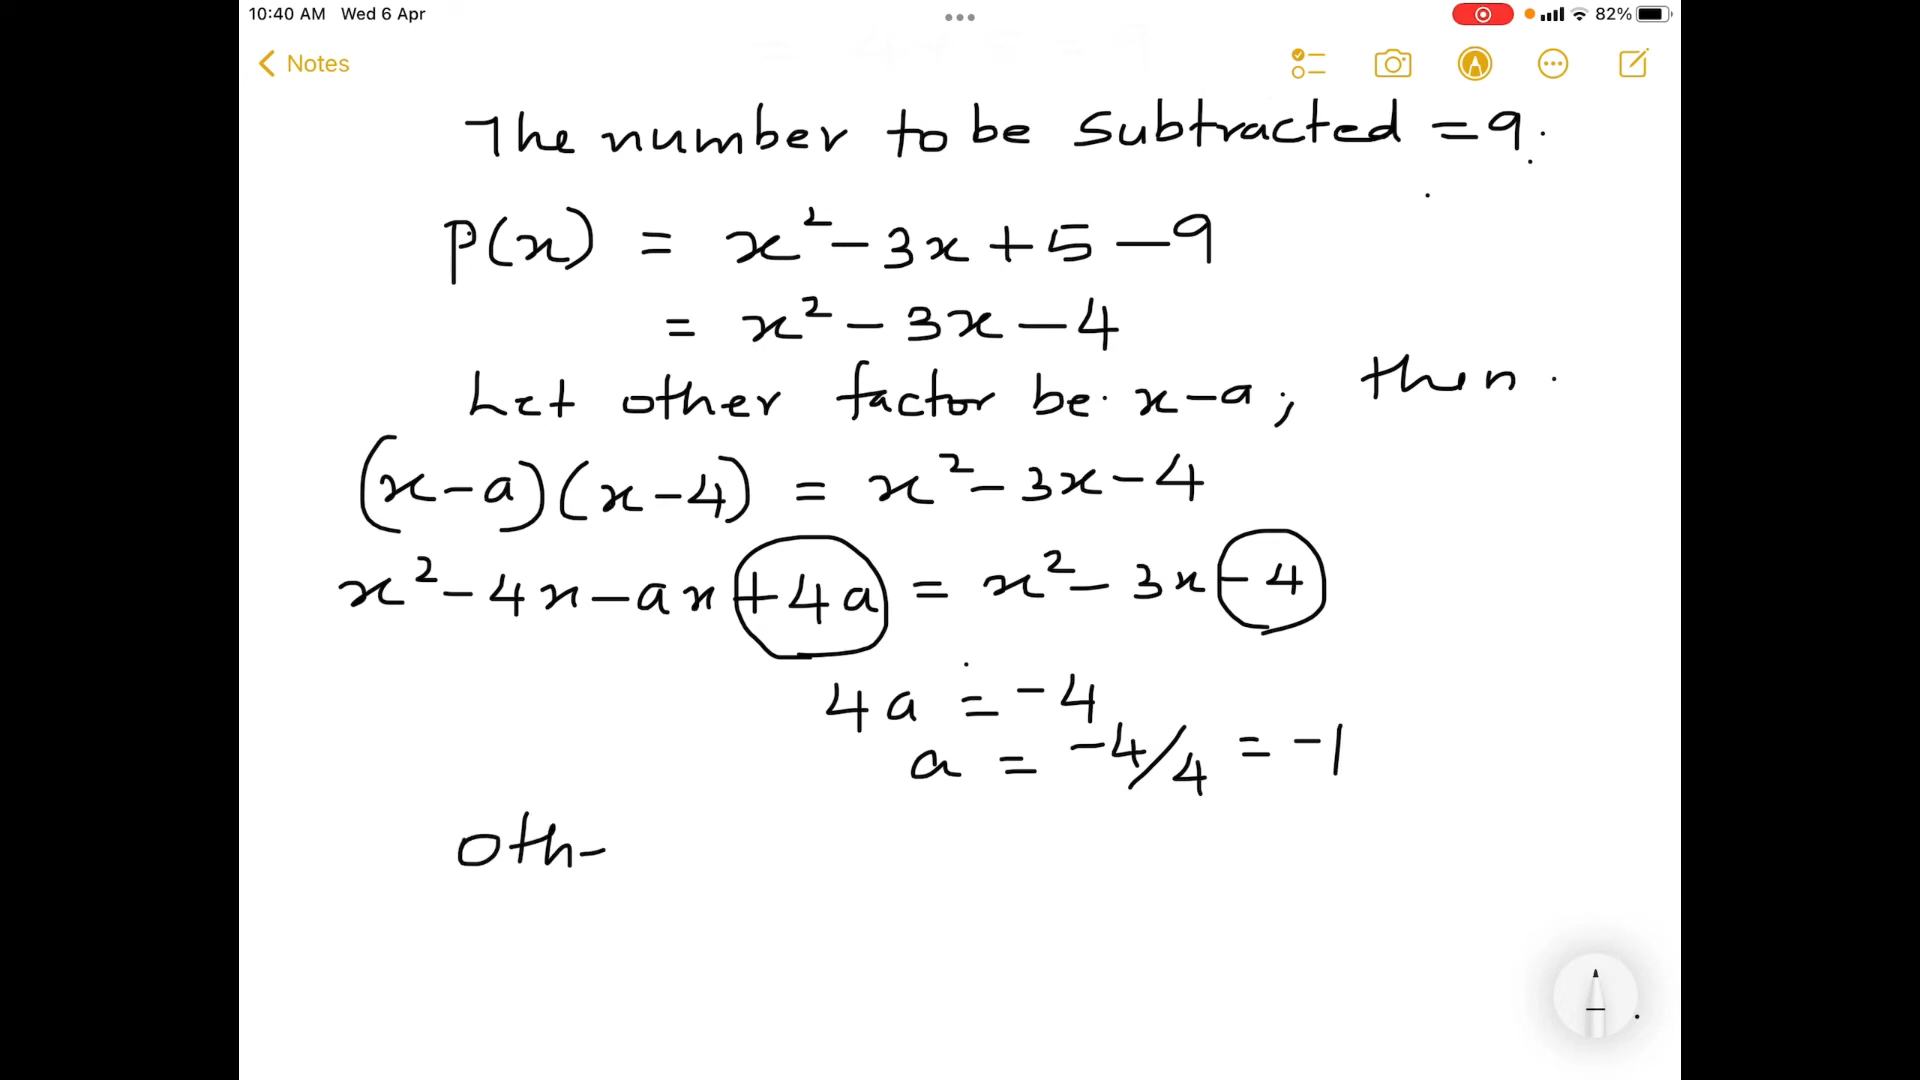 10:40 AM Wed 6 Apr 82%
Notes
The number to be subtracted = 9.
P(x) = x² - 3x + 5 - 9
= x² - 3x - 4
Let other factor be x - a; then
(x - a)(x - 4) = x² - 3x - 4
x² - 4x - ax + 4a = x² - 3x - 4
4a = -4
a = -4/4 = -1
Oth